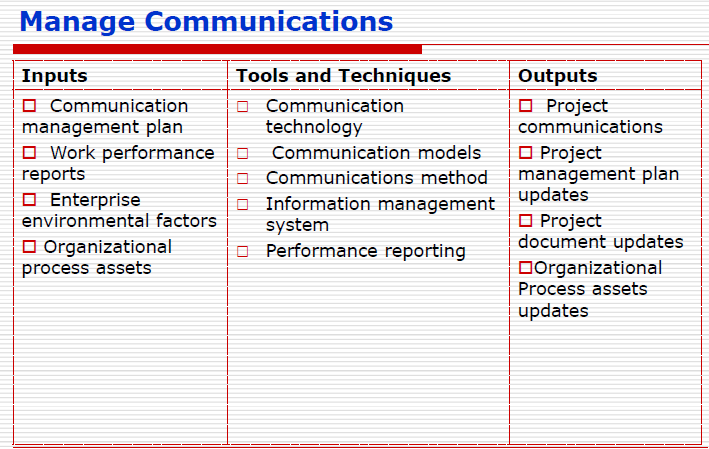 Manage Communications
Inputs
Communication
management plan
Work performance
reports
Enterprise
environmental factors
Organizational
process assets
Tools and Techniques
Communication
technology
Communication models
Communications method
Information management
system
Performance reporting
Outputs
Project
communications
Project
management plan
updates
Project
document updates
Organizational
Process assets
updates